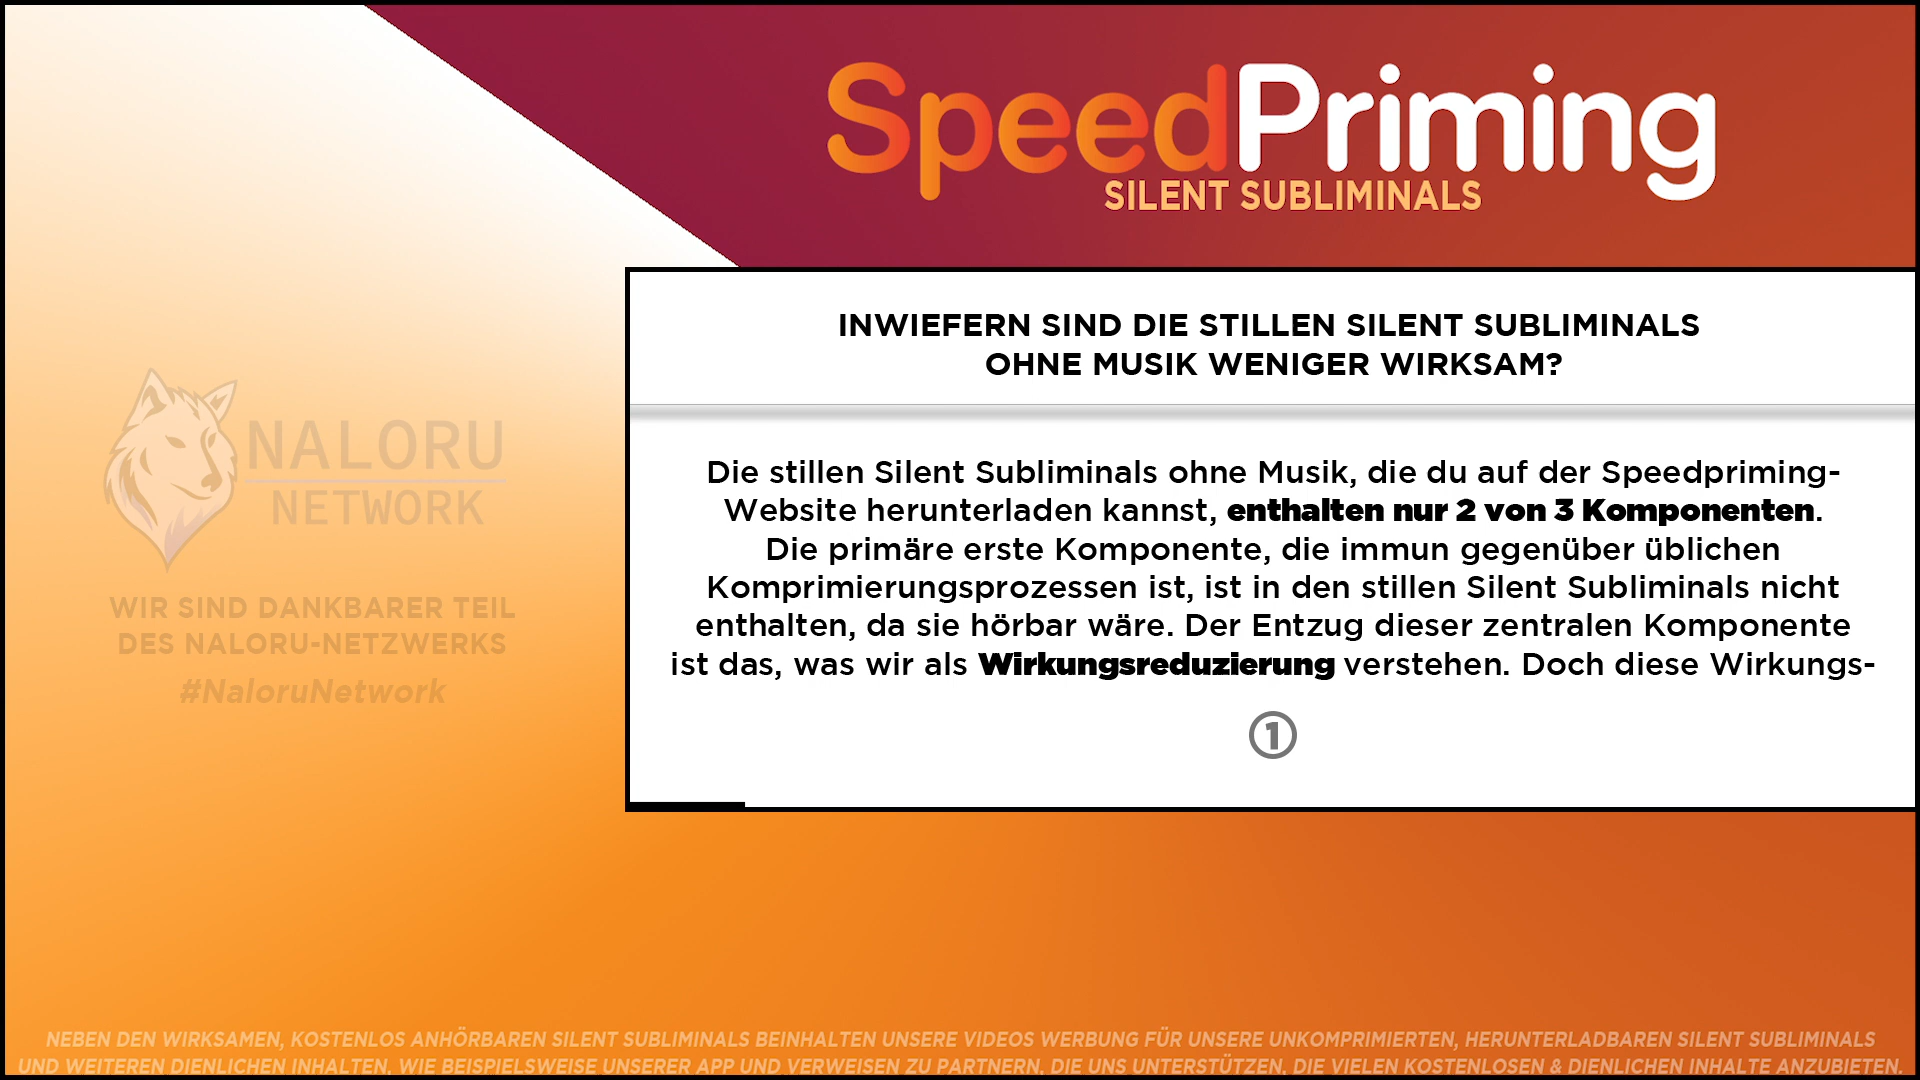 SpeedPriming
SILENT SUBLIMINALS
INWIEFERN SIND DIE STILLEN SILENT SUBLIMINALS
OHNE MUSIK WENIGER WIRKSAM?
Die stillen Silent Subliminals ohne Musik, die du auf der Speedpriming-
Website herunterladen kannst, enthalten nur 2 von 3 Komponenten.
Die primäre erste Komponente, die immun gegenüber üblichen
Komprimierungsprozessen ist, ist in den stillen Silent Subliminals nicht
enthalten, da sie hörbar wäre. Der Entzug dieser zentralen Komponente
ist das, was wir als Wirkungsreduzierung verstehen. Doch diese Wirkungs-
1
NALORU
NETWORK
WIR SIND DANKBARER TEIL
DES NALORU-NETZWERKS
#NaloruNetwork
NEBEN DEN WIRKSAMEN, KOSTENLOS ANHÖRBAREN SILENT SUBLIMINALS BEINHALTEN UNSERE VIDEOS WERBUNG FÜR UNSERE UNKOMPRIMIERTEN, HERUNTERLADBAREN SILENT SUBLIMINALS
UND WEITEREN DIENLICHEN INHALTEN, WIE BEISPIELSWEISE UNSERER APP UND VERWEISEN ZU PARTNERN, DIE UNS UNTERSTÜTZEN, DIE VIELEN KOSTENLOSEN & DIENLICHEN INHALTE ANZUBIETEN.